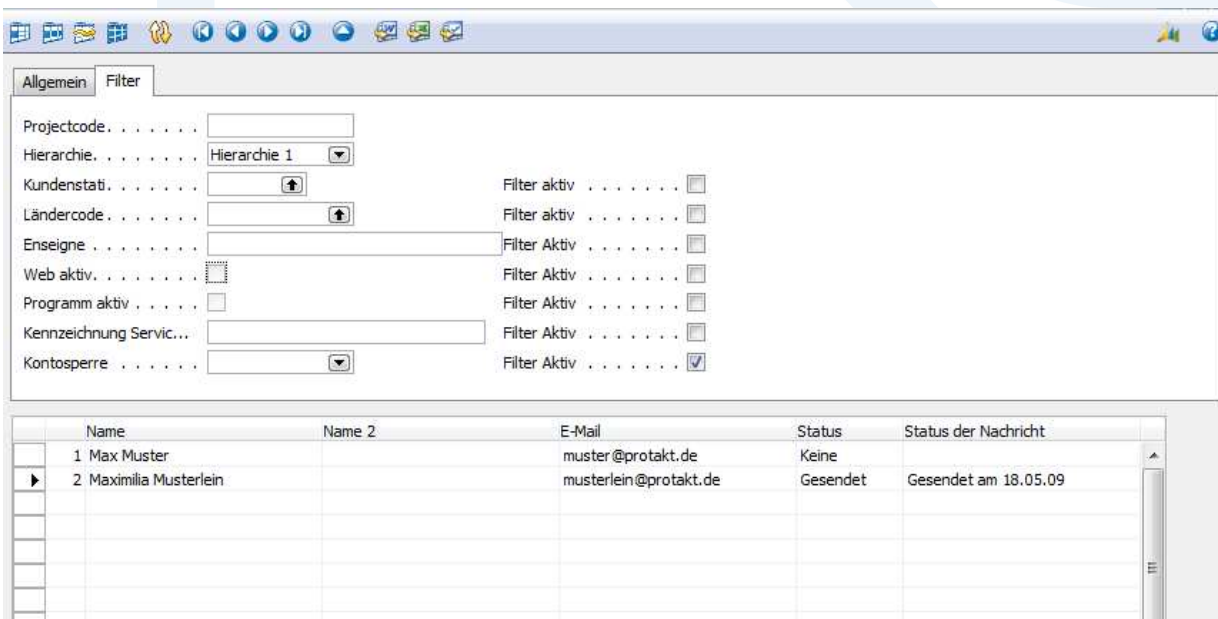 Allgemein Filter
Projectcode. . . . . . .
Hierarchie. . . . . . . . Hierarchie 1
Kundenstati. . . . . . . Filter aktiv . . . . . . .
Ländercode. . . . . . . Filter aktiv . . . . . . .
Enseigne . . . . . . . . Filter Aktiv . . . . . . .
Web aktiv. . . . . . . . Filter Aktiv . . . . . . .
Programm aktiv . . . . . Filter Aktiv . . . . . . .
Kennzeichnung Servic... Filter Aktiv . . . . . . .
Kontosperre . . . . . . Filter Aktiv . . . . . . .
Name Name 2 E-Mail Status Status der Nachricht
1 Max Muster muster@protakt.de Keine
2 Maximilia Musterlein musterlein@protakt.de Gesendet Gesendet am 18.05.09